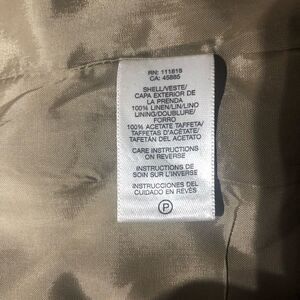 RN: 111818
CA: 45885
SHELL/VESTE/
CAPA EXTERIOR DE
LA PRENDA
100% LINEN/LIN/LINO
LINING/DOUBLURE/
FORRO
100% ACETATE TAFFETA/
TAFFETAS D'ACÉTATE/
TAFETÁN DEL ACETATO
CARE INSTRUCTIONS
ON REVERSE
INSTRUCTIONS DE
SOIN SUR L'INVERSE
INSTRUCCIONES DEL
CUIDADO EN REVÉS
P